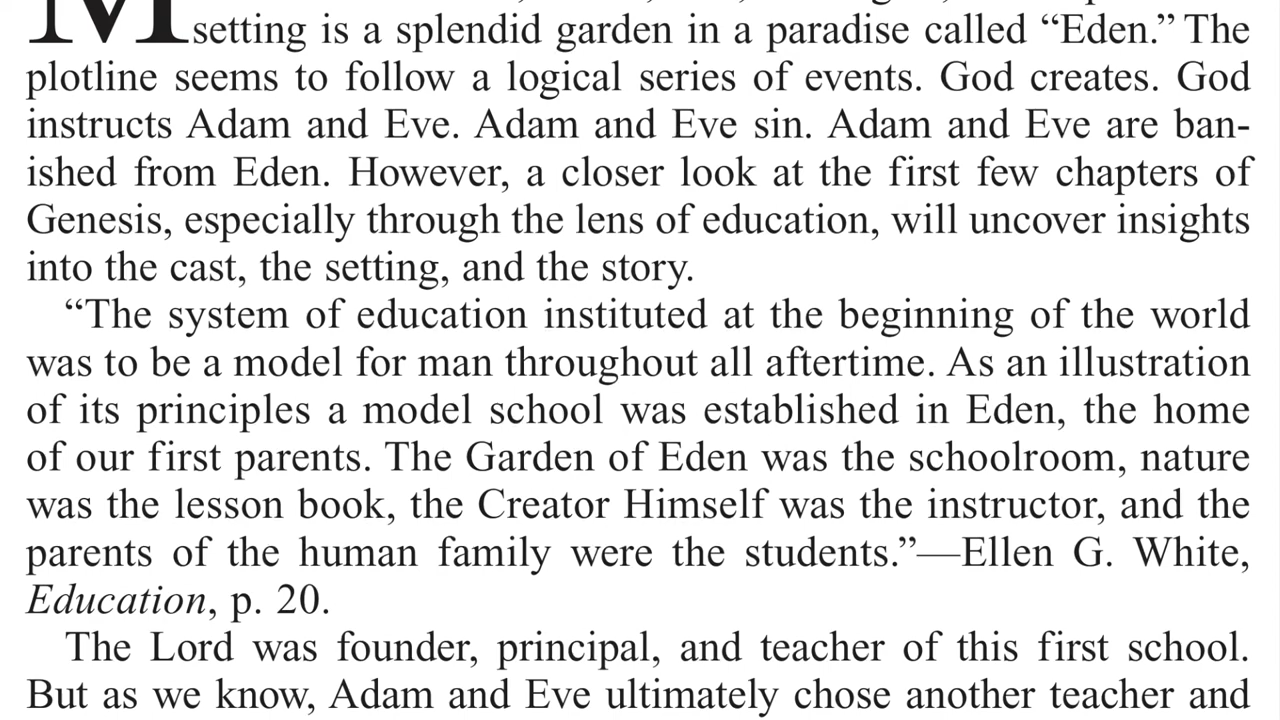 setting is a splendid garden in a paradise called “Eden.” The
plotline seems to follow a logical series of events. God creates. God
instructs Adam and Eve. Adam and Eve sin. Adam and Eve are ban-
ished from Eden. However, a closer look at the first few chapters of
Genesis, especially through the lens of education, will uncover insights
into the cast, the setting, and the story.
“The system of education instituted at the beginning of the world
was to be a model for man throughout all aftertime. As an illustration
of its principles a model school was established in Eden, the home
of our first parents. The Garden of Eden was the schoolroom, nature
was the lesson book, the Creator Himself was the instructor, and the
parents of the human family were the students.”—Ellen G. White,
Education, p. 20.
The Lord was founder, principal, and teacher of this first school.
But as we know, Adam and Eve ultimately chose another teacher and